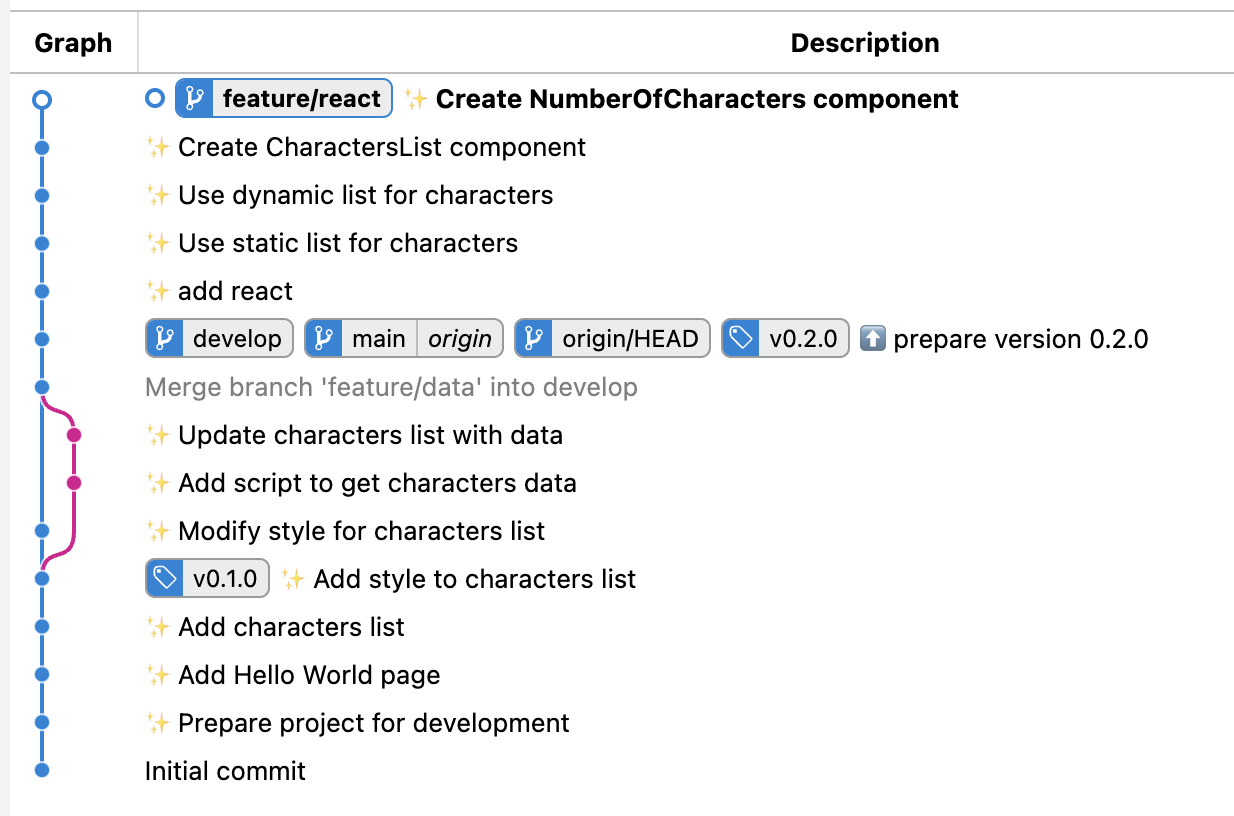 Graph Description
feature/react ✨ Create NumberOfCharacters component
✨ Create CharactersList component
✨ Use dynamic list for characters
✨ Use static list for characters
✨ add react
develop main origin origin/HEAD v0.2.0 ⬆️ prepare version 0.2.0
Merge branch 'feature/data' into develop
✨ Update characters list with data
✨ Add script to get characters data
✨ Modify style for characters list
v0.1.0 ✨ Add style to characters list
✨ Add characters list
✨ Add Hello World page
✨ Prepare project for development
Initial commit